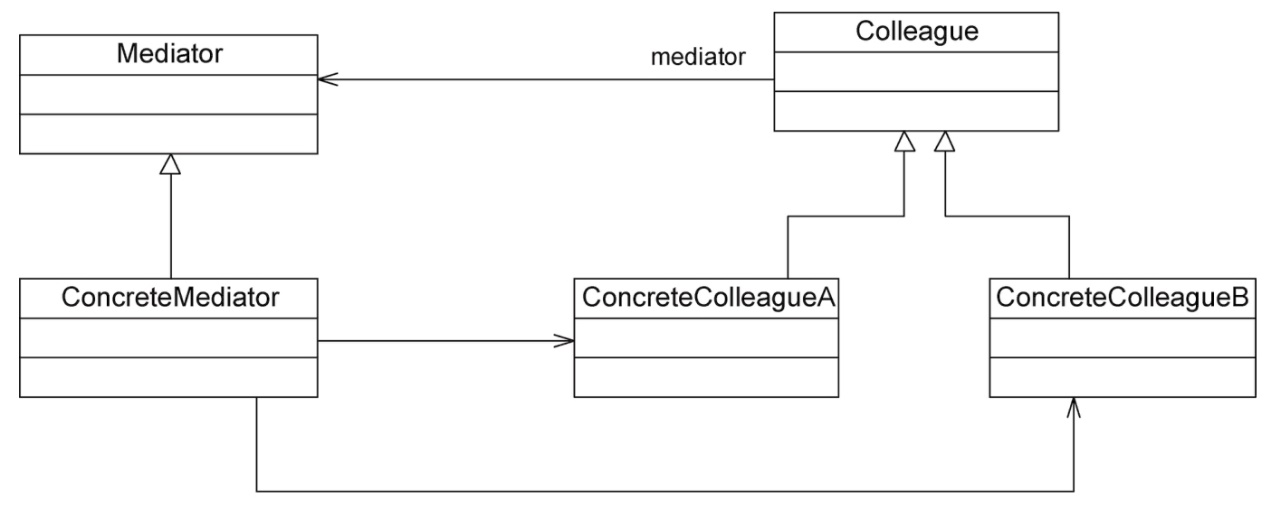 Mediator
mediator
Colleague
ConcreteMediator
ConcreteColleagueA
ConcreteColleagueB